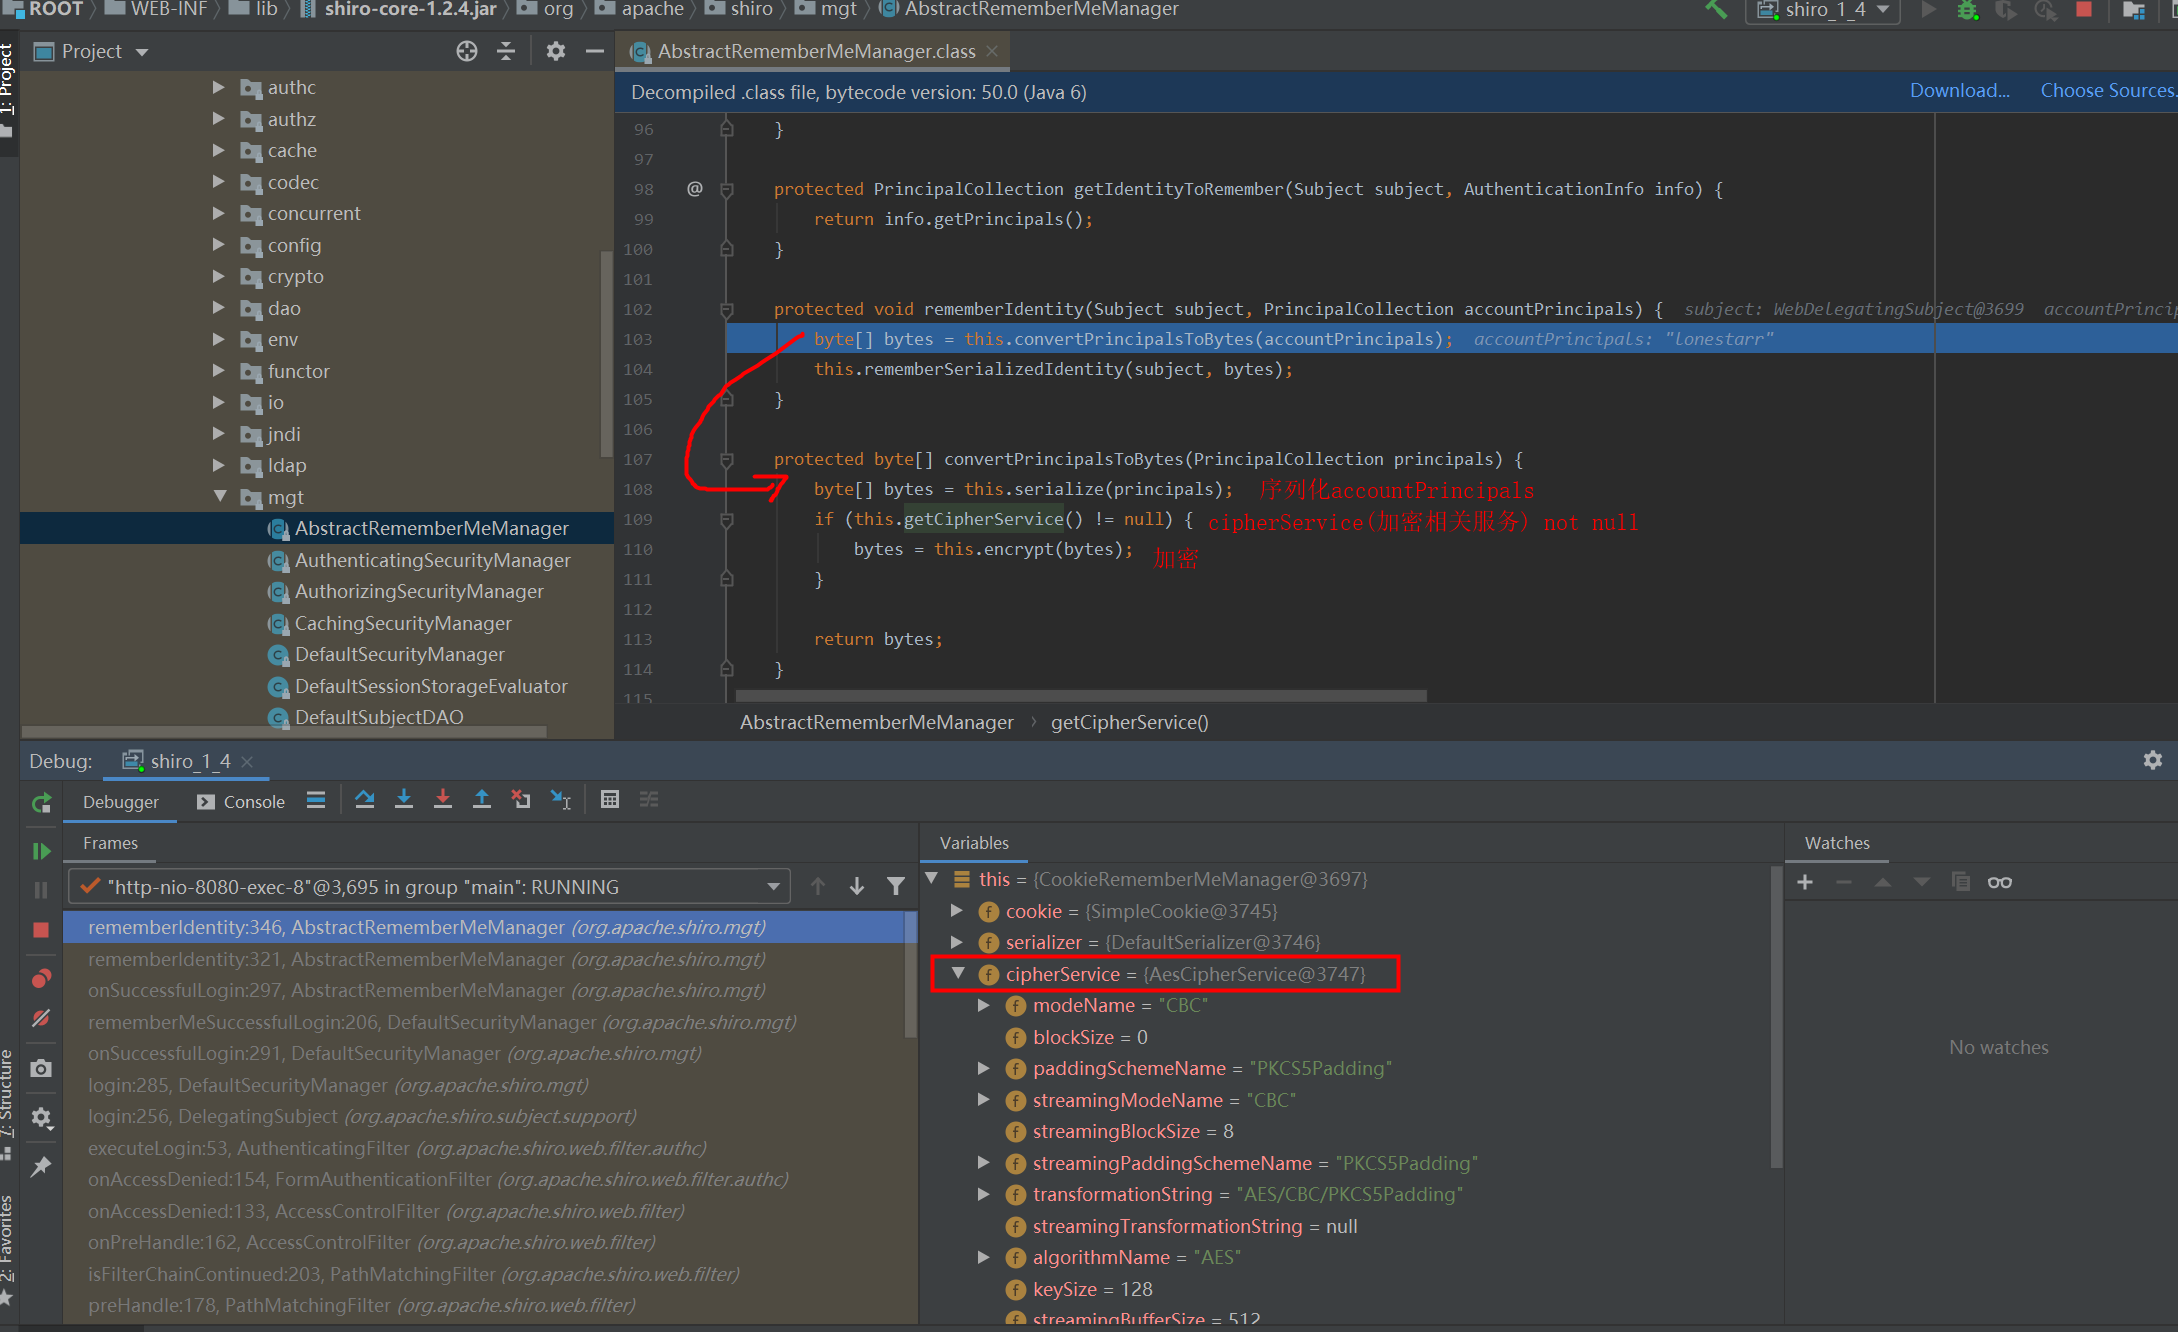 ROOT WEB-INF lib shiro-core-1.2.4.jar org apache shiro mgt AbstractRememberMeManager shiro_1_4
1: Project
Project
authc
authz
cache
codec
concurrent
config
crypto
dao
env
functor
io
jndi
ldap
mgt
AbstractRememberMeManager
AuthenticatingSecurityManager
AuthorizingSecurityManager
CachingSecurityManager
DefaultSecurityManager
DefaultSessionStorageEvaluator
DefaultSubjectDAO
AbstractRememberMeManager.class
Decompiled .class file, bytecode version: 50.0 (Java 6) Download... Choose Sources.
96 }
97
98 @ protected PrincipalCollection getIdentityToRemember(Subject subject, AuthenticationInfo info) {
99 return info.getPrincipals();
100 }
101
102 protected void rememberIdentity(Subject subject, PrincipalCollection accountPrincipals) { subject: WebDelegatingSubject@3699 accountPrincip
103 byte[] bytes = this.convertPrincipalsToBytes(accountPrincipals); accountPrincipals: "lonestarr"
104 this.rememberSerializedIdentity(subject, bytes);
105 }
106
107 protected byte[] convertPrincipalsToBytes(PrincipalCollection principals) {
108 byte[] bytes = this.serialize(principals); 序列化accountPrincipals
109 if (this.getCipherService() != null) { cipherService(加密相关服务) not null
110 bytes = this.encrypt(bytes); 加密
111 }
112
113 return bytes;
114 }
115
AbstractRememberMeManager getCipherService()
Debug: shiro_1_4
Debugger Console
Frames
"http-nio-8080-exec-8"@3,695 in group "main": RUNNING
rememberIdentity:346, AbstractRememberMeManager (org.apache.shiro.mgt)
rememberIdentity:321, AbstractRememberMeManager (org.apache.shiro.mgt)
onSuccessfulLogin:297, AbstractRememberMeManager (org.apache.shiro.mgt)
rememberMeSuccessfulLogin:206, DefaultSecurityManager (org.apache.shiro.mgt)
onSuccessfulLogin:291, DefaultSecurityManager (org.apache.shiro.mgt)
login:285, DefaultSecurityManager (org.apache.shiro.mgt)
login:256, DelegatingSubject (org.apache.shiro.subject.support)
executeLogin:53, AuthenticatingFilter (org.apache.shiro.web.filter.authc)
onAccessDenied:154, FormAuthenticationFilter (org.apache.shiro.web.filter.authc)
onAccessDenied:133, AccessControlFilter (org.apache.shiro.web.filter)
onPreHandle:162, AccessControlFilter (org.apache.shiro.web.filter)
isFilterChainContinued:203, PathMatchingFilter (org.apache.shiro.web.filter)
preHandle:178, PathMatchingFilter (org.apache.shiro.web.filter)
Variables
this = {CookieRememberMeManager@3697}
cookie = {SimpleCookie@3745}
serializer = {DefaultSerializer@3746}
cipherService = {AesCipherService@3747}
modeName = "CBC"
blockSize = 0
paddingSchemeName = "PKCS5Padding"
streamingModeName = "CBC"
streamingBlockSize = 8
streamingPaddingSchemeName = "PKCS5Padding"
transformationString = "AES/CBC/PKCS5Padding"
streamingTransformationString = null
algorithmName = "AES"
keySize = 128
streamingBufferSize = 512
Watches
No watches
7: Structure
2: Favorites